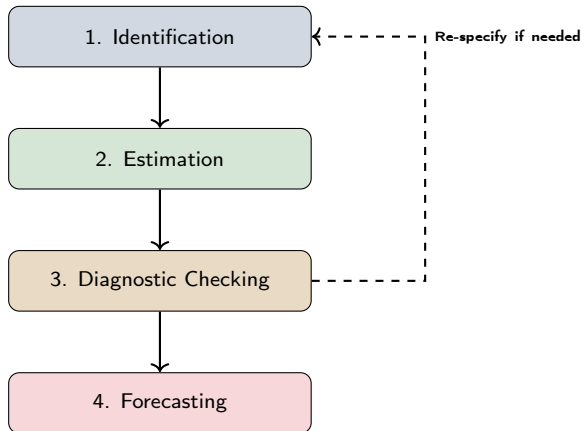 1. Identification
Re-specify if needed
2. Estimation
3. Diagnostic Checking
4. Forecasting